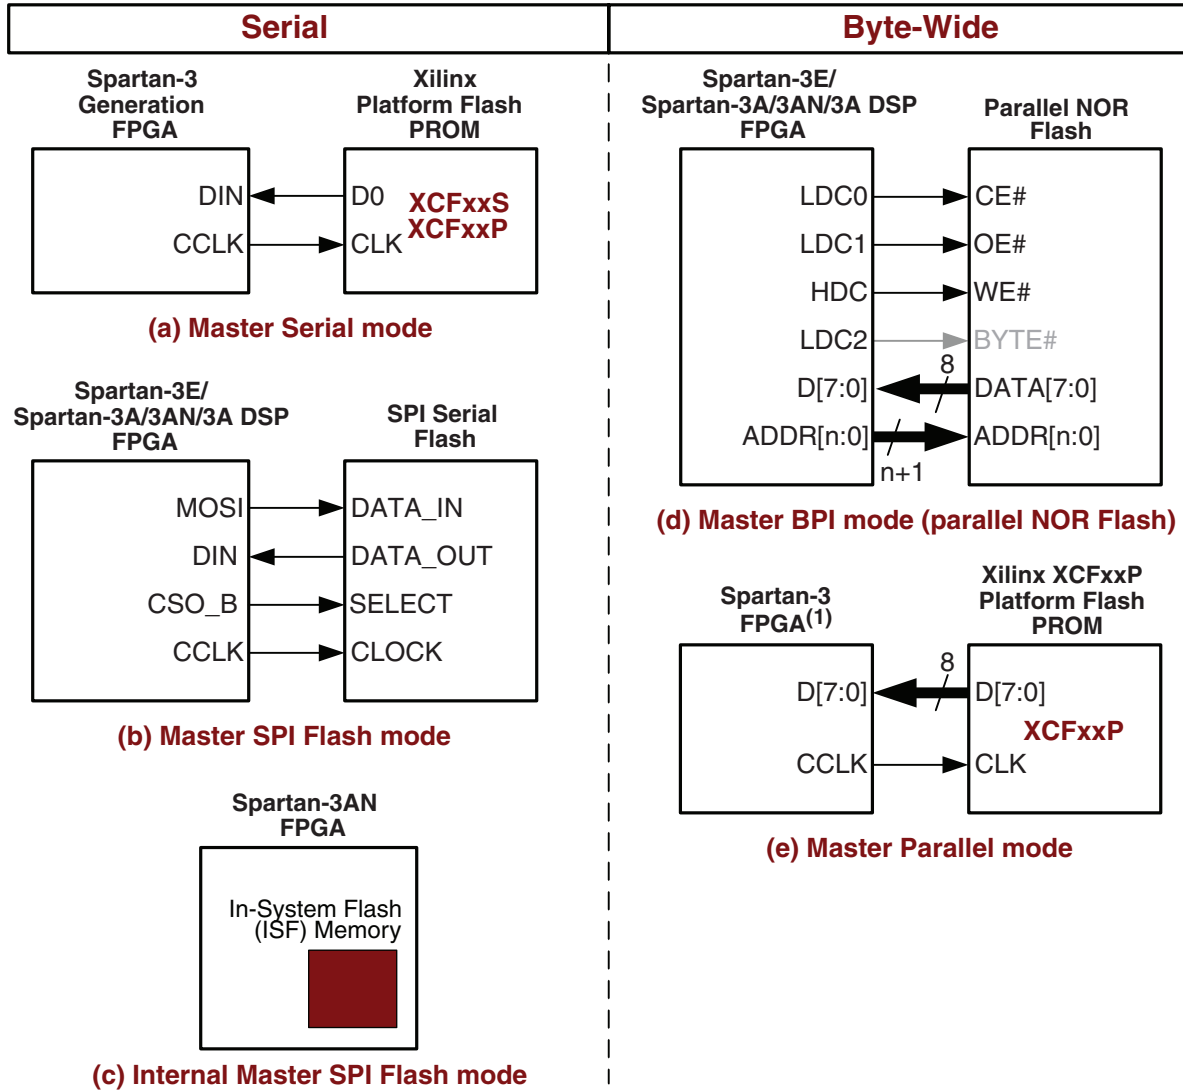 Serial
Byte-Wide
Spartan-3
Generation
FPGA
Xilinx
Platform Flash
PROM
DIN
D0
XCFxxS
XCFxxP
CCLK
CLK
(a) Master Serial mode
Spartan-3E/
Spartan-3A/3AN/3A DSP
FPGA
SPI Serial
Flash
MOSI
DATA_IN
DIN
DATA_OUT
CSO_B
SELECT
CCLK
CLOCK
(b) Master SPI Flash mode
Spartan-3AN
FPGA
In-System Flash
(ISF) Memory
(c) Internal Master SPI Flash mode
Spartan-3E/
Spartan-3A/3AN/3A DSP
FPGA
Parallel NOR
Flash
LDC0
CE#
LDC1
OE#
HDC
WE#
LDC2
BYTE#
8
D[7:0]
DATA[7:0]
ADDR[n:0]
ADDR[n:0]
n+1
(d) Master BPI mode (parallel NOR Flash)
Spartan-3
FPGA(1)
Xilinx XCFxxP
Platform Flash
PROM
8
D[7:0]
D[7:0]
XCFxxP
CCLK
CLK
(e) Master Parallel mode